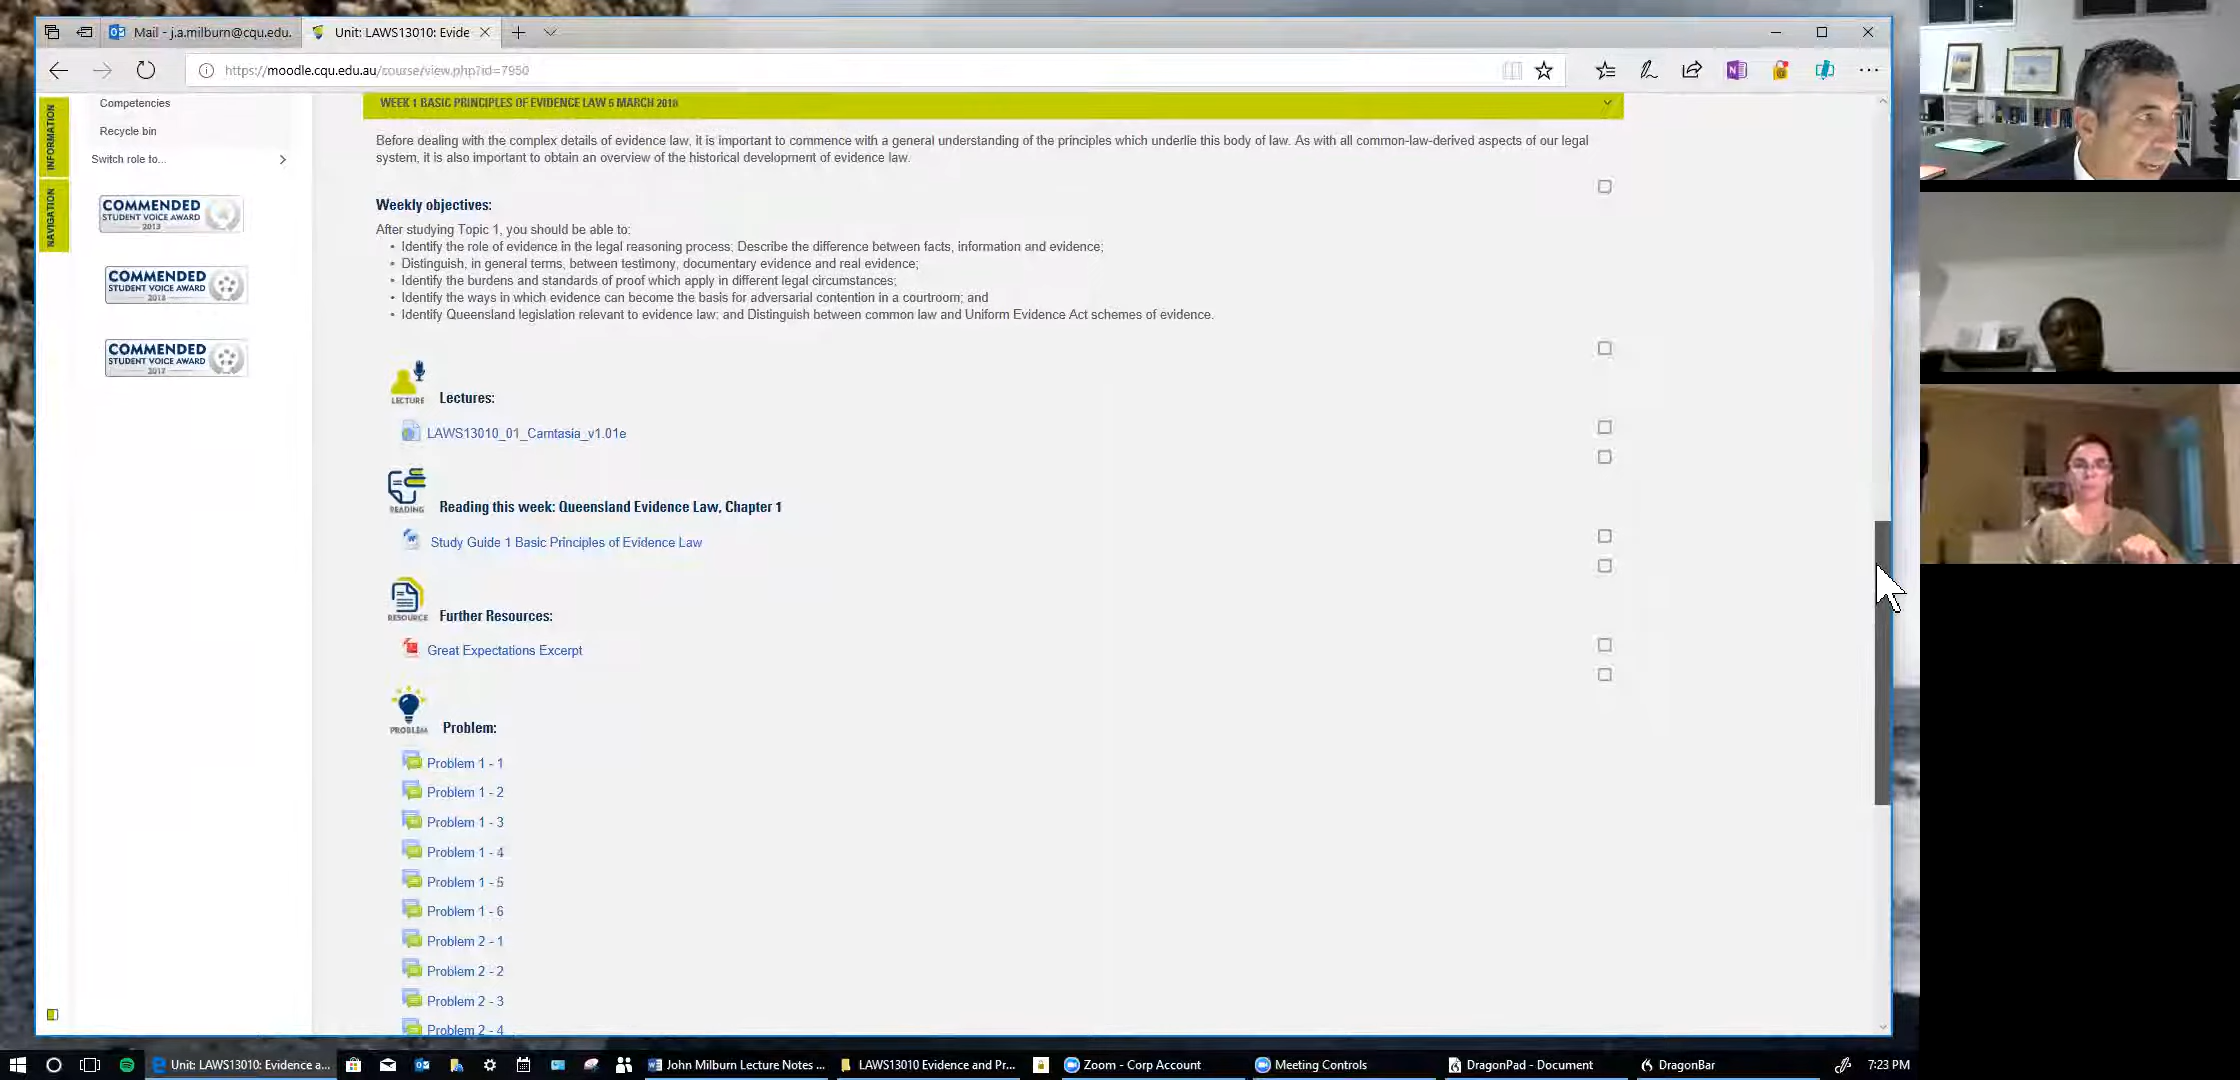 Mail - j.a.milburn@cqu.edu.
Unit: LAWS13010: Evide
https://moodle.cqu.edu.au/course/view.php?id=7950
INFORMATION
NAVIGATION
Competencies
Recycle bin
Switch role to...
COMMENDED
STUDENT VOICE AWARD
2013
COMMENDED
STUDENT VOICE AWARD
COMMENDED
STUDENT VOICE AWARD
2017
WEEK 1 BASIC PRINCIPLES OF EVIDENCE LAW 5 MARCH 2018
Before dealing with the complex details of evidence law, it is important to commence with a general understanding of the principles which underlie this body of law. As with all common-law-derived aspects of our legal
system, it is also important to obtain an overview of the historical development of evidence law.
Weekly objectives:
After studying Topic 1, you should be able to:
• Identify the role of evidence in the legal reasoning process; Describe the difference between facts, information and evidence;
• Distinguish, in general terms, between testimony, documentary evidence and real evidence;
• Identify the burdens and standards of proof which apply in different legal circumstances;
• Identify the ways in which evidence can become the basis for adversarial contention in a courtroom; and
• Identify Queensland legislation relevant to evidence law; and Distinguish between common law and Uniform Evidence Act schemes of evidence.
LECTURE
Lectures:
LAWS13010_01_Camtasia_v1.01e
READING
Reading this week: Queensland Evidence Law, Chapter 1
Study Guide 1 Basic Principles of Evidence Law
RESOURCE
Further Resources:
Great Expectations Excerpt
PROBLEM
Problem:
Problem 1 - 1
Problem 1 - 2
Problem 1 - 3
Problem 1 - 4
Problem 1 - 5
Problem 1 - 6
Problem 2 - 1
Problem 2 - 2
Problem 2 - 3
Problem 2 - 4
Unit: LAWS13010: Evidence a...
John Milburn Lecture Notes ...
LAWS13010 Evidence and Pr...
Zoom - Corp Account
Meeting Controls
DragonPad - Document
DragonBar
7:23 PM